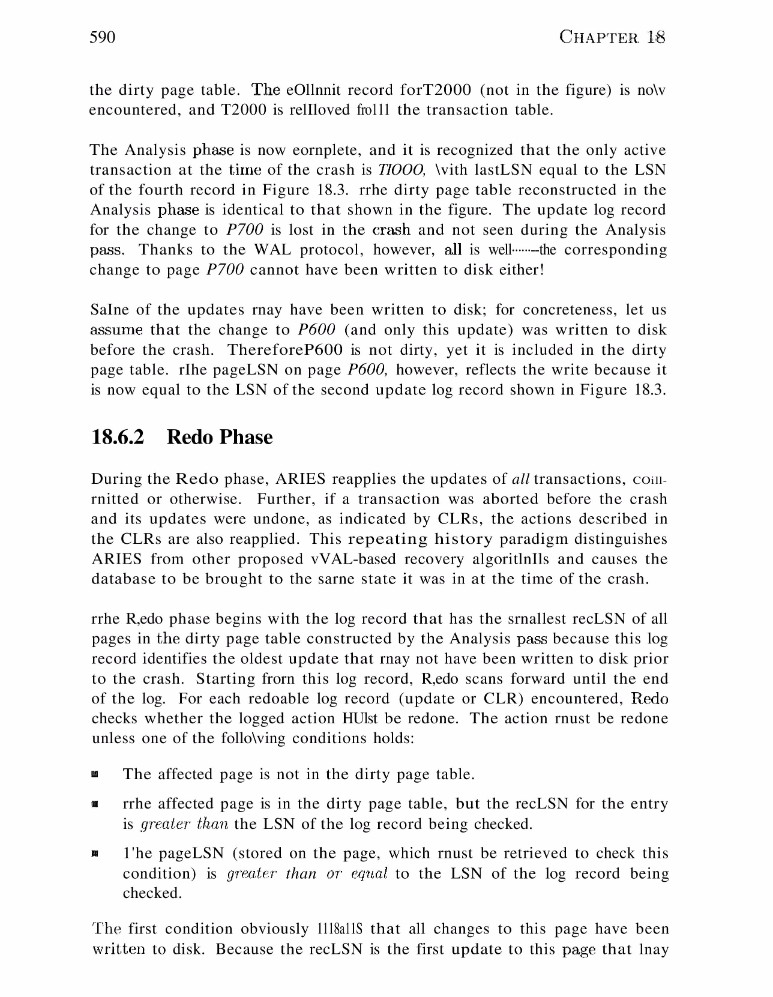 590 CHAPTER 18
the dirty page table. The eOllnnit record forT2000 (not in the figure) is no\v
encountered, and T2000 is relIloved frol11 the transaction table.
The Analysis phase is now eornplete, and it is recognized that the only active
transaction at the time of the crash is TIOOO, \vith lastLSN equal to the LSN
of the fourth record in Figure 18.3. rrhe dirty page table reconstructed in the
Analysis phase is identical to that shown in the figure. The update log record
for the change to P700 is lost in the crash and not seen during the Analysis
pass. Thanks to the WAL protocol, however, all is well·······-the corresponding
change to page P700 cannot have been written to disk either!
SaIne of the updates rnay have been written to disk; for concreteness, let us
assume that the change to P600 (and only this update) was written to disk
before the crash. ThereforeP600 is not dirty, yet it is included in the dirty
page table. rIhe pageLSN on page P600, however, reflects the write because it
is now equal to the LSN of the second update log record shown in Figure 18.3.
18.6.2 Redo Phase
During the Redo phase, ARIES reapplies the updates of all transactions, com-
rnitted or otherwise. Further, if a transaction was aborted before the crash
and its updates were undone, as indicated by CLRs, the actions described in
the CLRs are also reapplied. This repeating history paradigm distinguishes
ARIES from other proposed vVAL-based recovery algoritlnIls and causes the
database to be brought to the sarne state it was in at the time of the crash.
rrhe R,edo phase begins with the log record that has the srnallest recLSN of all
pages in the dirty page table constructed by the Analysis pass because this log
record identifies the oldest update that rnay not have been written to disk prior
to the crash. Starting frorn this log record, R,edo scans forward until the end
of the log. For each redoable log record (update or CLR) encountered, Redo
checks whether the logged action HUlst be redone. The action rnust be redone
unless one of the follo\ving conditions holds:
■ The affected page is not in the dirty page table.
■ rrhe affected page is in the dirty page table, but the recLSN for the entry
is greater than the LSN of the log record being checked.
■ 1'he pageLSN (stored on the page, which rnust be retrieved to check this
condition) is greater than or equal to the LSN of the log record being
checked.
The first condition obviously 1118a11S that all changes to this page have been
written to disk. Because the recLSN is the first update to this page that lnay